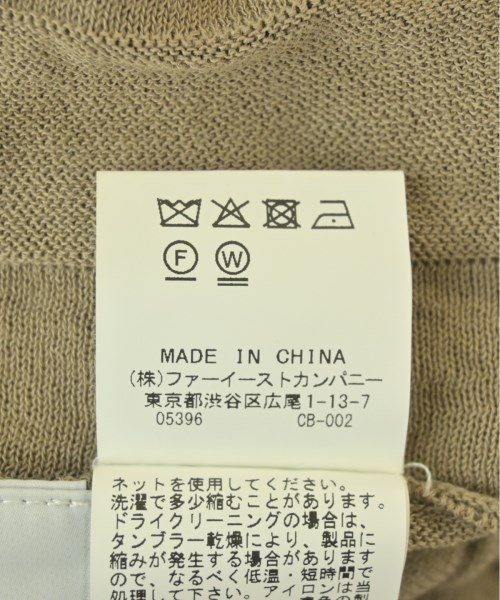 F W
MADE IN CHINA
(株)ファーイーストカンパニー
東京都渋谷区広尾1-13-7
05396 CB-002
ネットを使用してください。
洗濯で多少縮むことがあります。
ドライクリーニングの場合は、
タンブラー乾燥により、製品に
縮みが発生する場合があります
ので、なるべく低温・短時間で
処理して下さい。アイロンは当